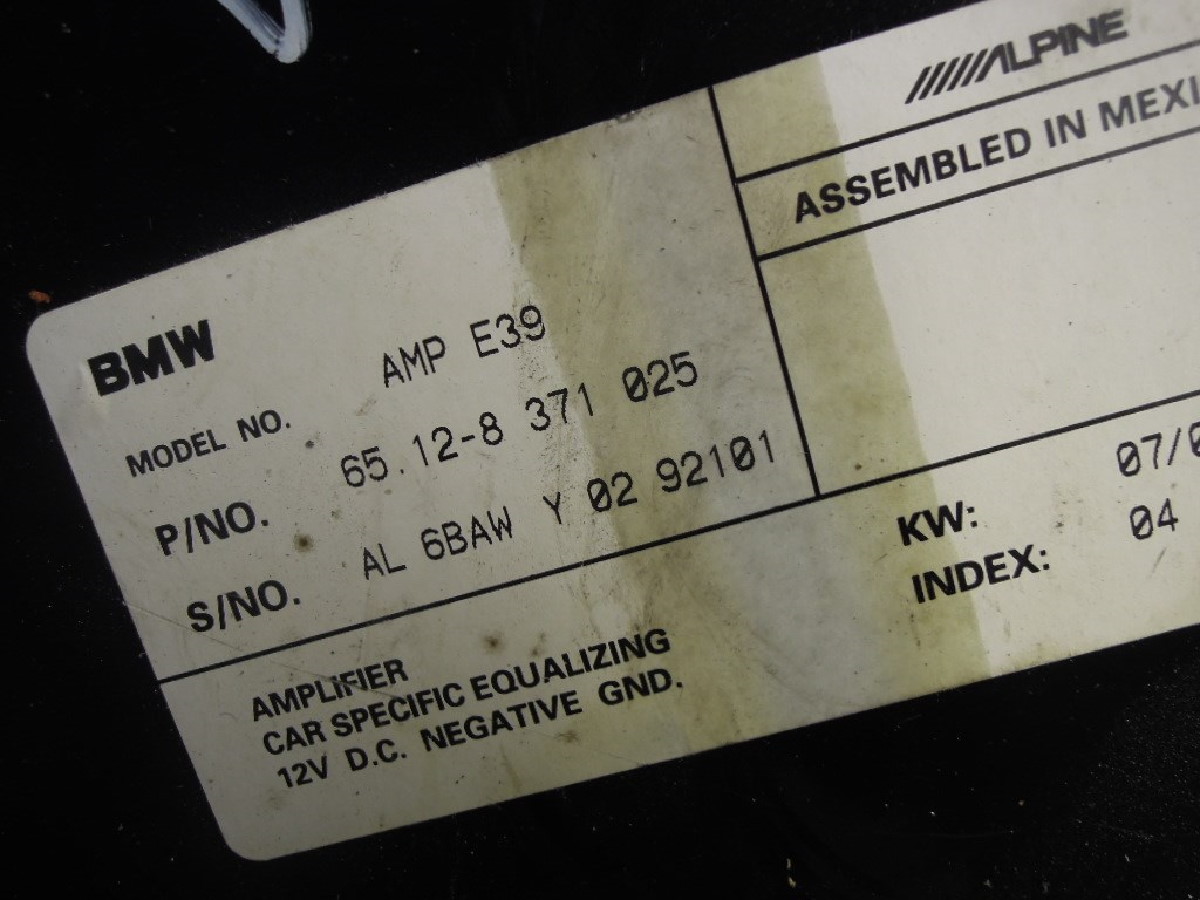 ALPINE
ASSEMBLED IN
BMW
MODEL NO. AMP E39
P/NO. 65.12-8 371 025
S/NO. AL 6BAW Y 02 92101
KW: 07/
INDEX: 04
AMPLIFIER
CAR SPECIFIC EQUALIZING
12V D.C. NEGATIVE GND.